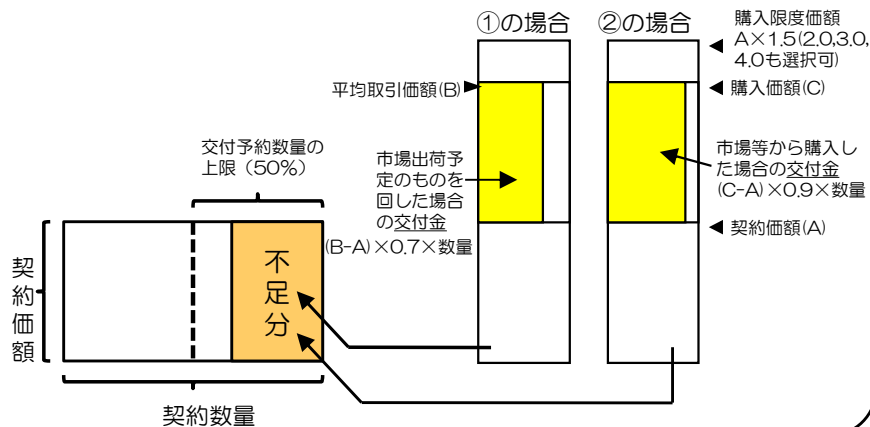 ①の場合
②の場合
購入限度価額
A×1.5(2.0,3.0,
4.0も選択可)
平均取引価額(B)
購入価額(C)
交付予約数量の
上限（50%）
市場出荷予
定のものを
回した場合
の交付金
(B-A)×0.7×数量
市場等から購入し
た場合の交付金
(C-A)×0.9×数量
契約価額(A)
不足分
契約価額
契約数量